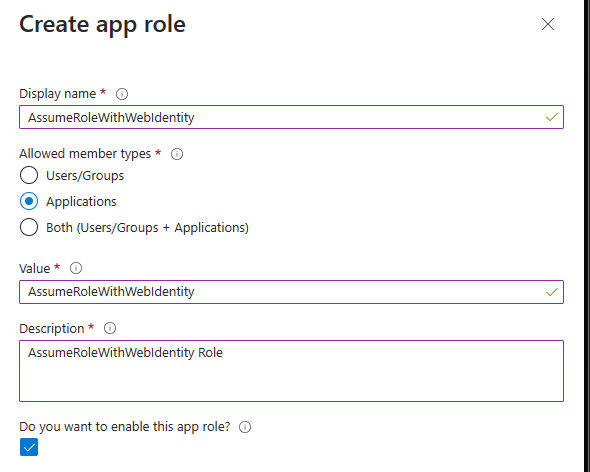 Create app role
Display name *
AssumeRoleWithWebIdentity
Allowed member types *
Users/Groups
Applications
Both (Users/Groups + Applications)
Value *
AssumeRoleWithWebIdentity
Description *
AssumeRoleWithWebIdentity Role
Do you want to enable this app role?